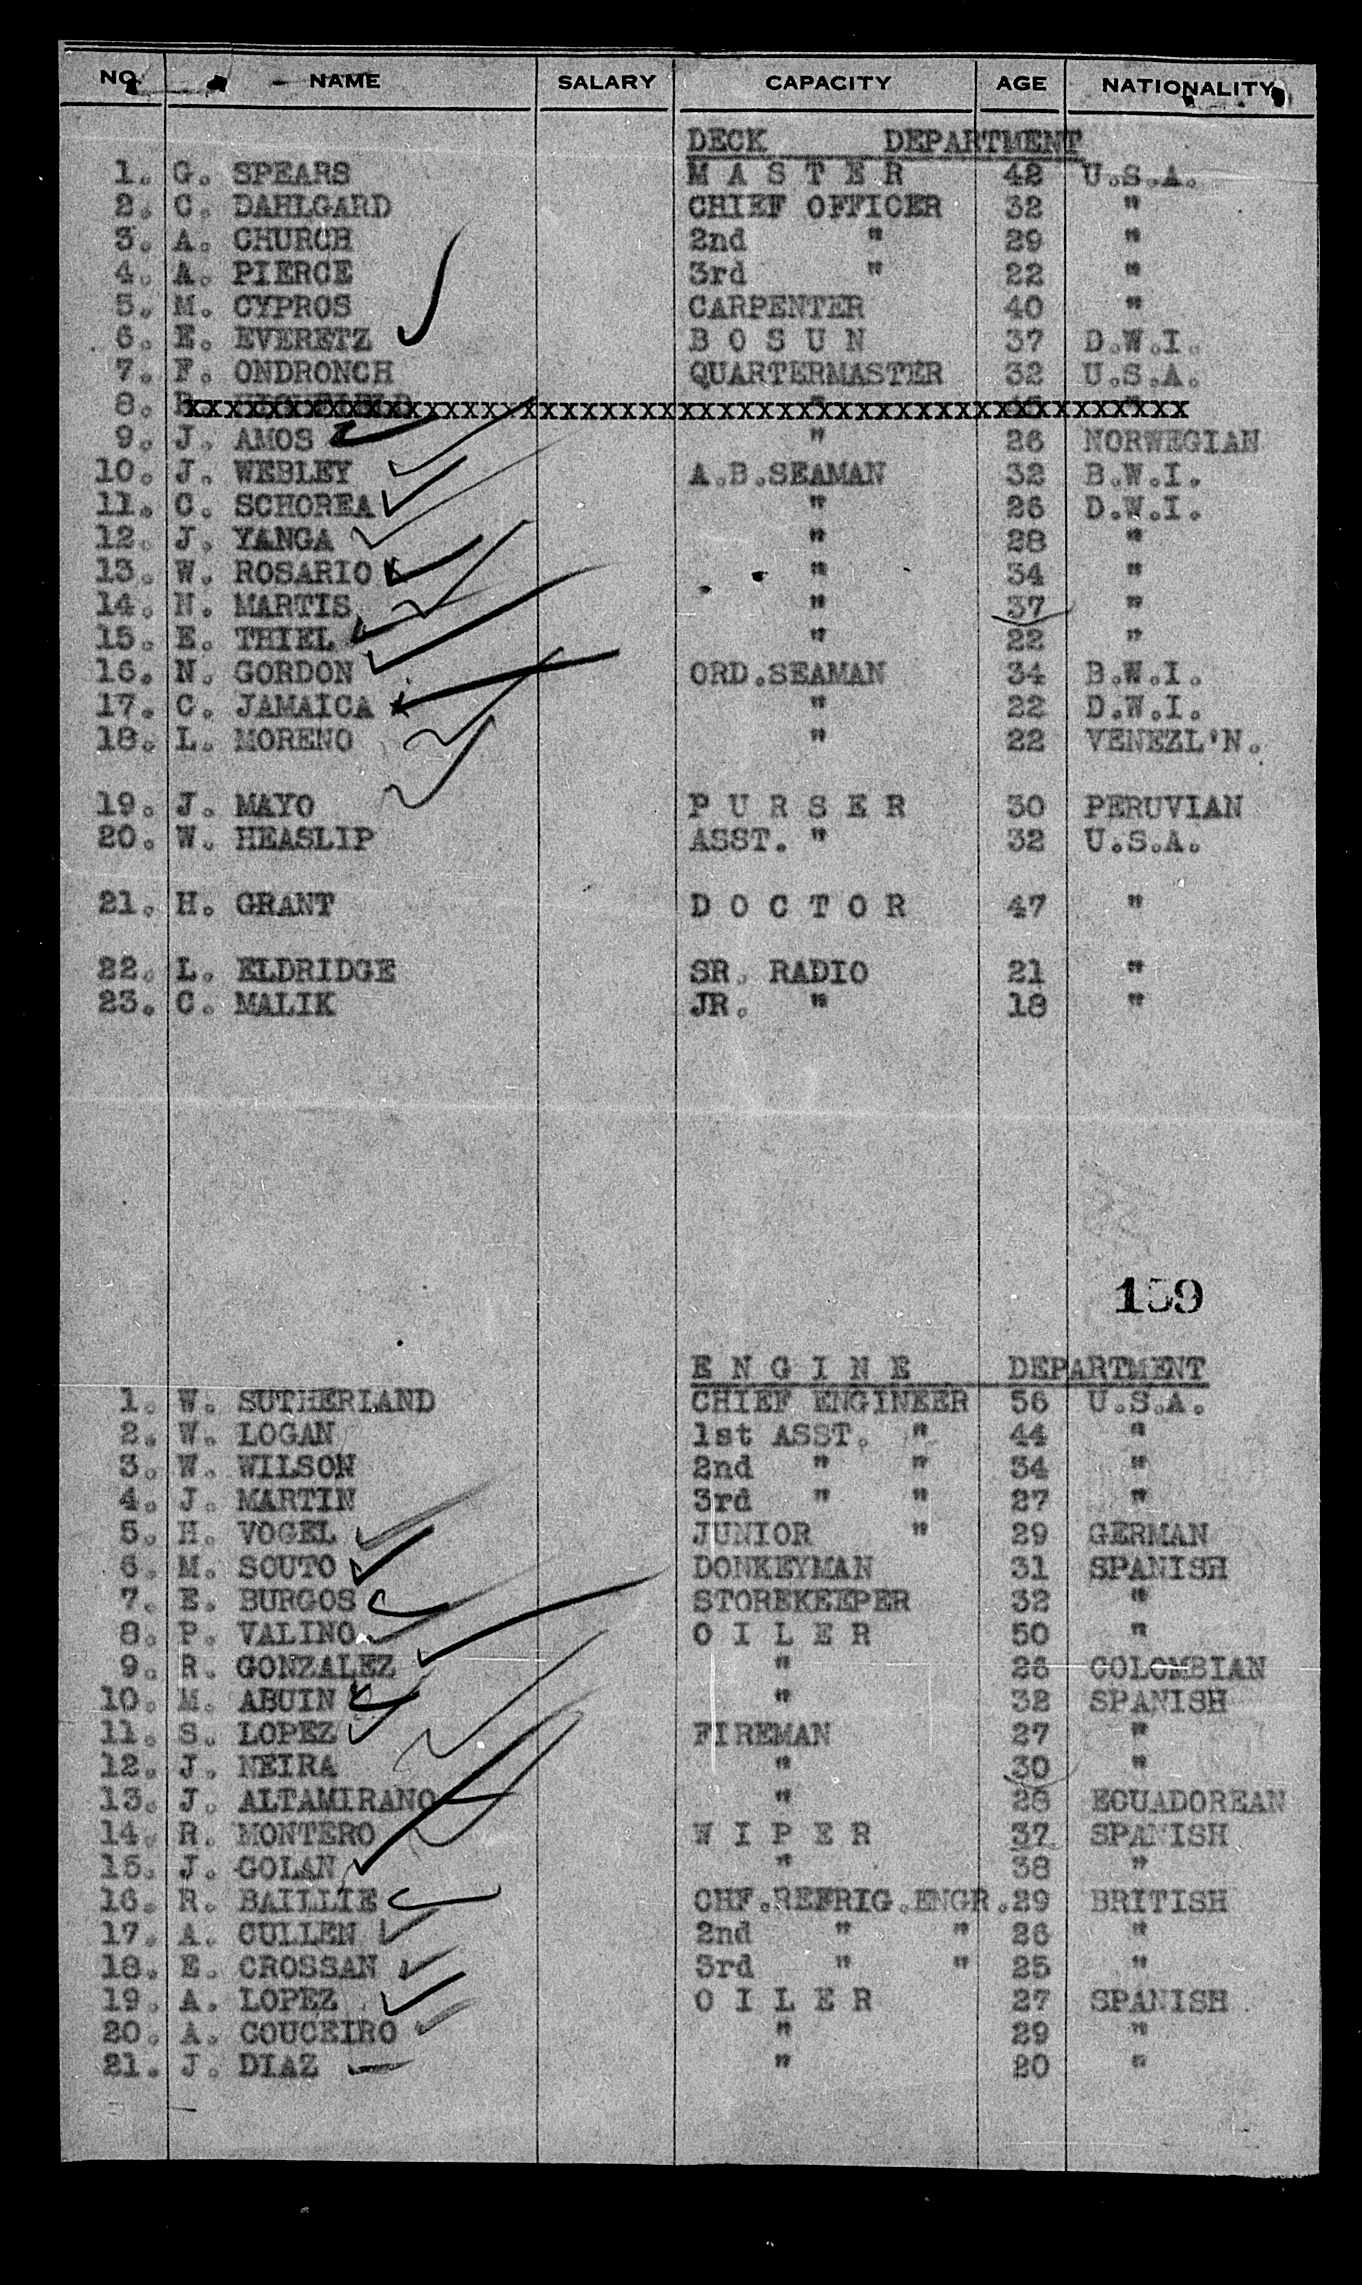 NO. NAME SALARY CAPACITY AGE NATIONALITY
DECK DEPARTMENT
1. G. SPEARS M A S T E R 42 U.S.A.
2. C. DAHLGARD CHIEF OFFICER 32 "
3. A. CHURCH 2nd " 29 "
4. A. PIERCE 3rd " 22 "
5. M. CYPROS CARPENTER 40 "
6. E. EVERETZ B O S U N 37 D.W.I.
7. F. ONDRONCH QUARTERMASTER 32 U.S.A.
8.
9. J. AMOS " 26 NORWEGIAN
10. J. WEBLEY A.B.SEAMAN 32 B.W.I.
11. C. SCHOREA " 26 D.W.I.
12. J. YANGA " 28 "
13. W. ROSARIO " 34 "
14. N. MARTIS " 37 "
15. E. THIEL " 22 "
16. N. GORDON ORD.SEAMAN 34 B.W.I.
17. C. JAMAICA " 22 D.W.I.
18. L. MORENO " 22 VENEZL'N.
19. J. MAYO P U R S E R 30 PERUVIAN
20. W. HEASLIP ASST. " 32 U.S.A.
21. H. GRANT D O C T O R 47 "
22. L. ELDRIDGE SR. RADIO 21 "
23. C. MALIK JR. " 18 "
159
E N G I N E DEPARTMENT
1. W. SUTHERLAND CHIEF ENGINEER 56 U.S.A.
2. W. LOGAN 1st ASST. " 44 "
3. W. WILSON 2nd " " 34 "
4. J. MARTIN 3rd " " 27 "
5. H. VOGEL JUNIOR " 29 GERMAN
6. M. SOUTO DONKEYMAN 31 SPANISH
7. E. BURGOS STOREKEEPER 32 "
8. P. VALINO O I L E R 50 "
9. R. GONZALEZ " 26 COLOMBIAN
10. M. ABUIN " 32 SPANISH
11. S. LOPEZ FIREMAN 27 "
12. J. NEIRA " 30 "
13. J. ALTAMIRANO " 28 ECUADOREAN
14. R. MONTERO W I P E R 37 SPANISH
15. J. GOLAN " 38 "
16. R. BAILLIE CHF.REFRIG.ENGR. 29 BRITISH
17. A. CULLEN 2nd " " 26 "
18. E. CROSSAN 3rd " " 25 "
19. A. LOPEZ O I L E R 27 SPANISH
20. A. COUCEIRO " 29 "
21. J. DIAZ " 20 "